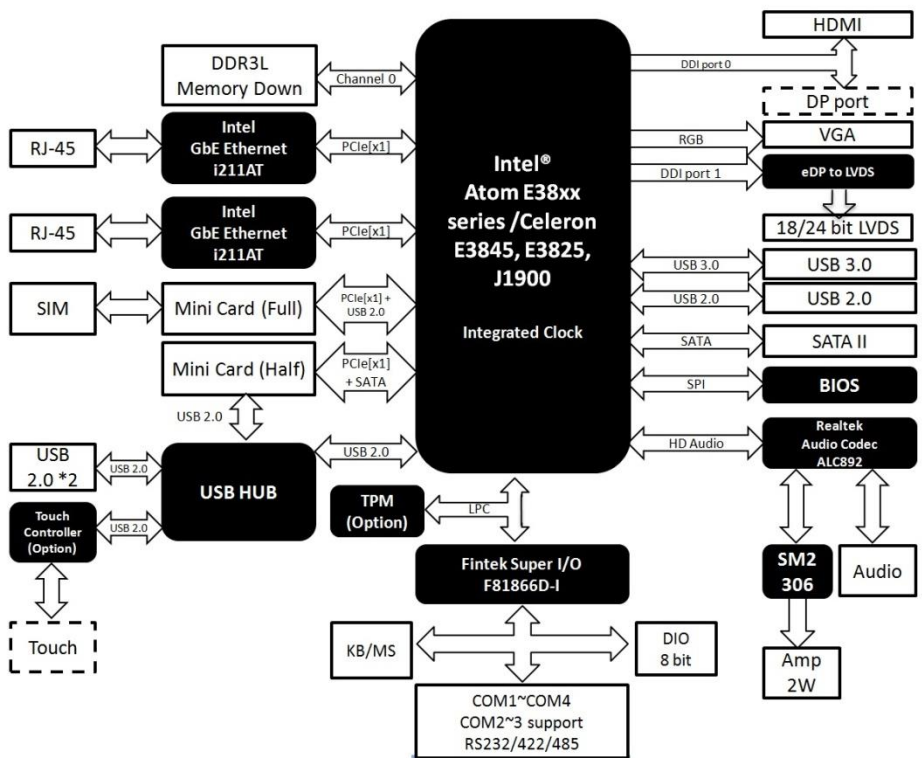 HDMI
DDI port 0
DP port
DDR3L
Memory Down
Channel 0
RJ-45
Intel
GbE Ethernet
i211AT
PCIe[x1]
RJ-45
Intel
GbE Ethernet
i211AT
PCIe[x1]
SIM
Mini Card (Full)
PCIe[x1] +
USB 2.0
Mini Card (Half)
PCIe[x1]
+ SATA
USB 2.0
USB
2.0 *2
USB 2.0
USB HUB
USB 2.0
Touch
Controller
(Option)
USB 2.0
Touch
Intel®
Atom E38xx
series /Celeron
E3845, E3825,
J1900
Integrated Clock
RGB
VGA
DDI port 1
eDP to LVDS
18/24 bit LVDS
USB 3.0
USB 3.0
USB 2.0
USB 2.0
SATA
SATA II
SPI
BIOS
HD Audio
Realtek
Audio Codec
ALC892
SM2
306
Audio
Amp
2W
TPM
(Option)
LPC
Fintek Super I/O
F81866D-I
KB/MS
DIO
8 bit
COM1~COM4
COM2~3 support
RS232/422/485